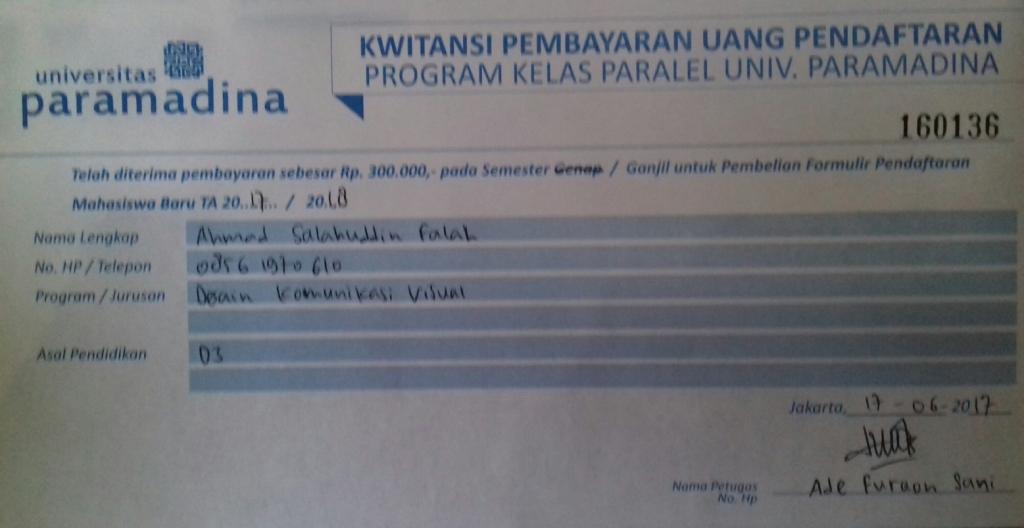 universitas
paramadina
KWITANSI PEMBAYARAN UANG PENDAFTARAN
PROGRAM KELAS PARALEL UNIV. PARAMADINA
160136
Telah diterima pembayaran sebesar Rp. 300.000,- pada Semester Genap / Ganjil untuk Pembelian Formulir Pendaftaran
Mahasiswa Baru TA 20..17... / 20.18
Nama Lengkap Ahmad Salahuddin Falah
No. HP / Telepon 0856 1970 610
Program / Jurusan Desain Komunikasi Visual
Asal Pendidikan D3
Jakarta, 17 - 06 - 2017
Nama Petugas Ade Furqon Sani
No. Hp